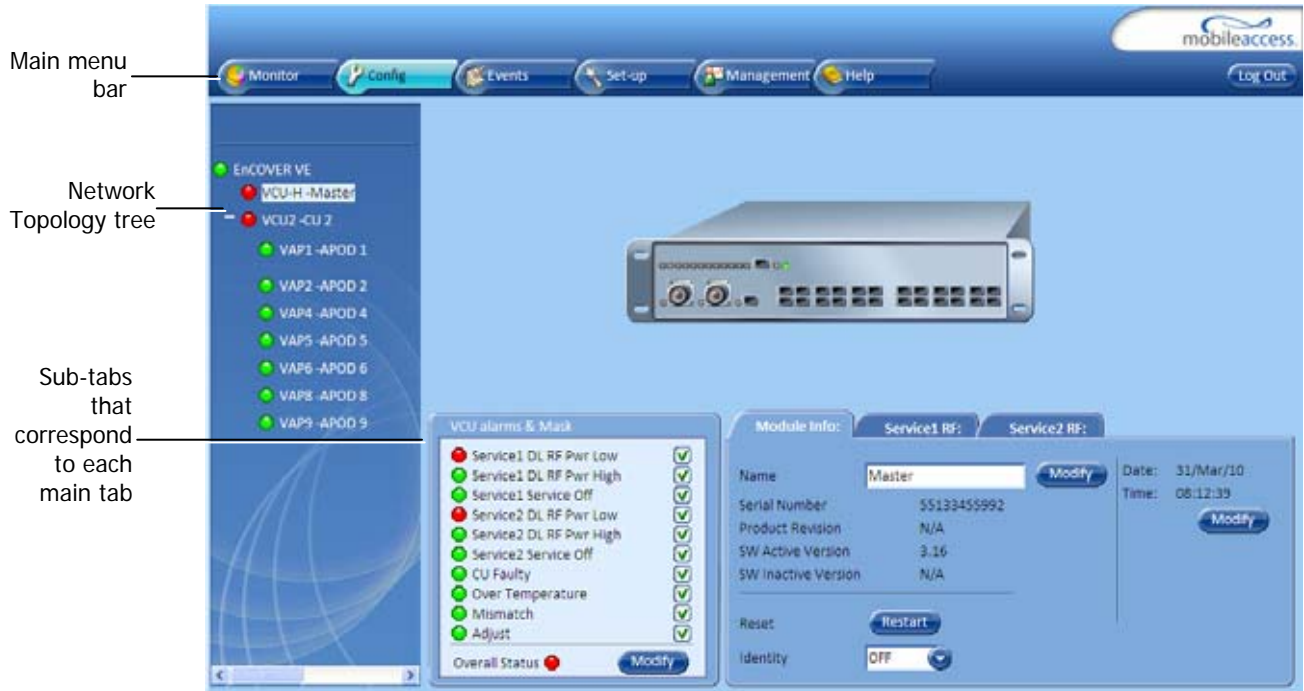 mobileaccess
Main menu
bar
Monitor
Config
Events
Set-up
Management
Help
Log Out
Network
Topology tree
EnCOVER VE
VCU-H -Master
VCU2 -CU 2
VAP1 -APOD 1
VAP2 -APOD 2
VAP4 -APOD 4
VAP5 -APOD 5
VAP6 -APOD 6
VAP8 -APOD 8
VAP9 -APOD 9
Sub-tabs
that
correspond
to each
main tab
VCU alarms & Mask
Service1 DL RF Pwr Low
Service1 DL RF Pwr High
Service1 Service Off
Service2 DL RF Pwr Low
Service2 DL RF Pwr High
Service2 Service Off
CU Faulty
Over Temperature
Mismatch
Adjust
Overall Status
Modify
Module Info:
Service1 RF:
Service2 RF:
Name Master Modify
Serial Number 55133455992
Product Revision N/A
SW Active Version 3.16
SW Inactive Version N/A
Reset Restart
Identity OFF
Date: 31/Mar/10
Time: 08:12:39
Modify